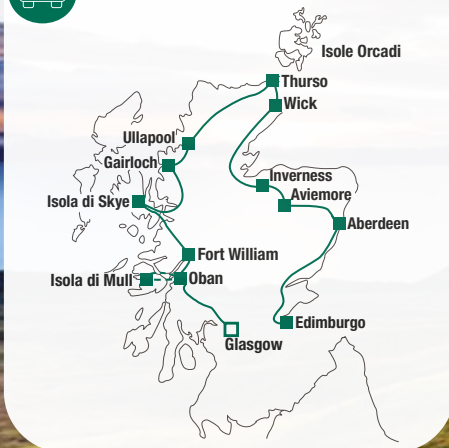 Isole Orcadi
Thurso
Wick
Ullapool
Gairloch
Inverness
Aviemore
Isola di Skye
Aberdeen
Fort William
Isola di Mull
Oban
Edimburgo
Glasgow